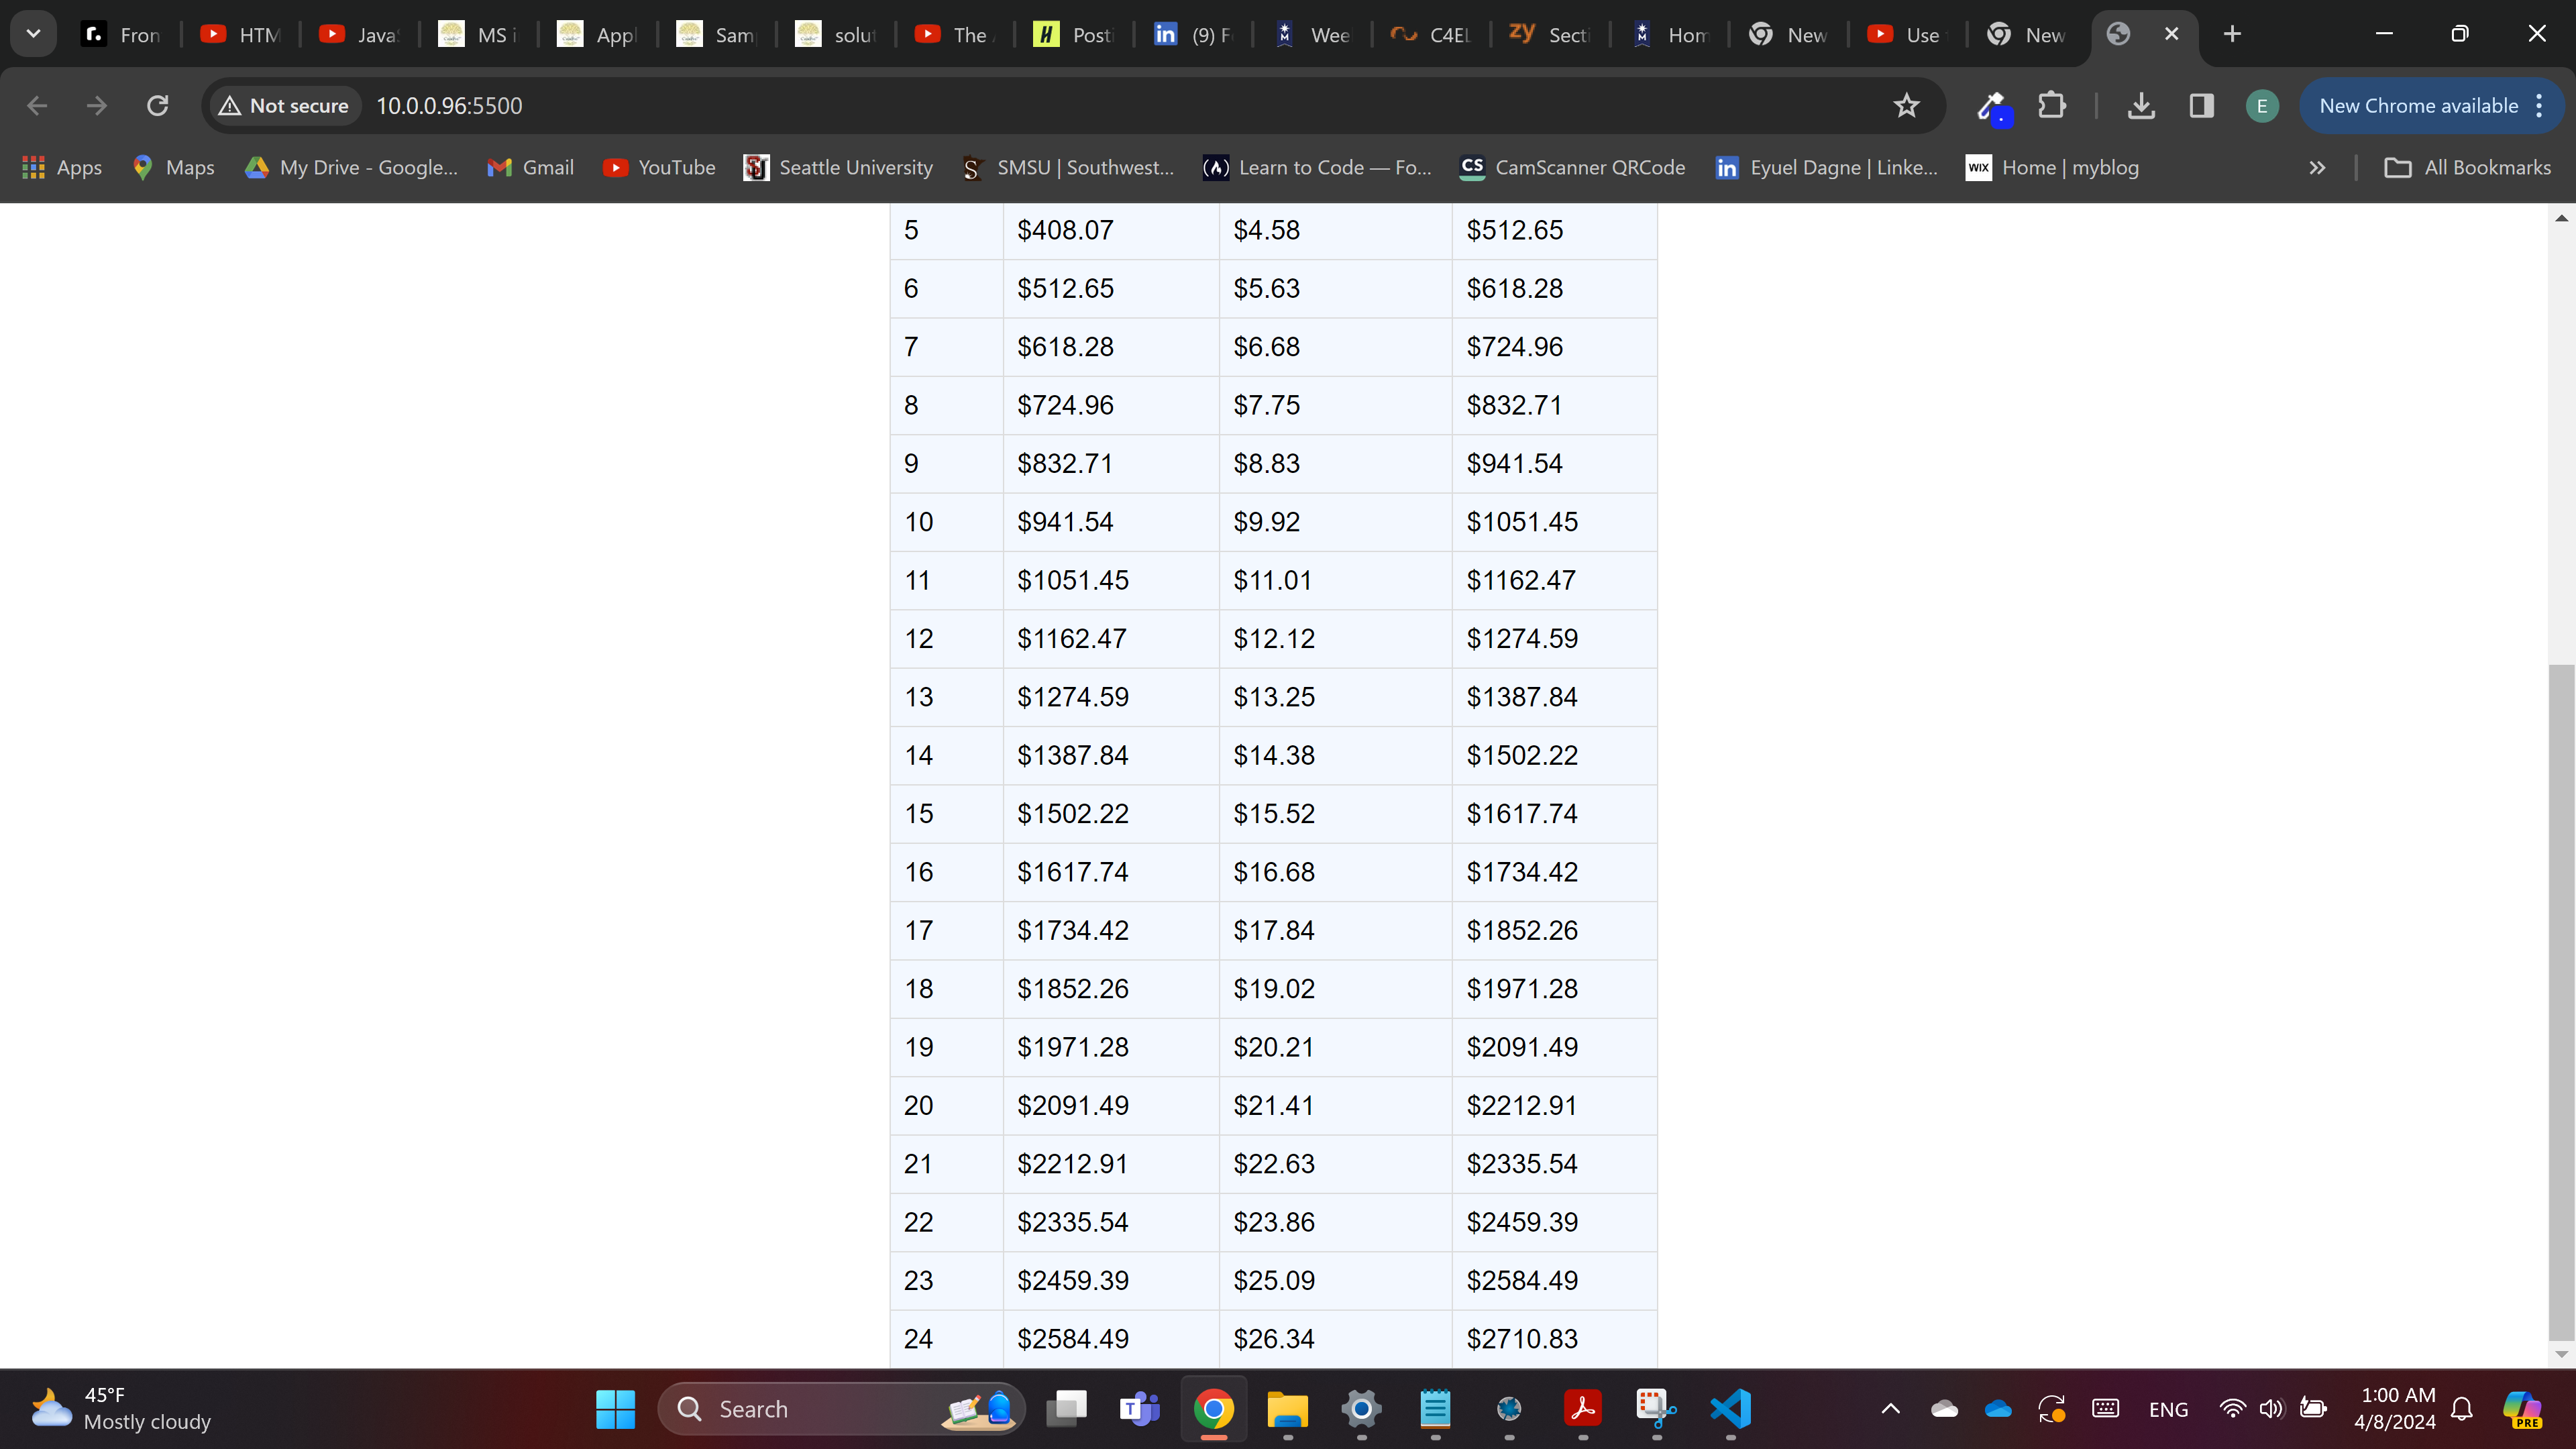 Fron HTM Java MS i Appl Sam solut The Posti (9) F Wee C4EL Secti Hom New Use New
Not secure 10.0.0.96:5500 E New Chrome available
Apps Maps My Drive - Google... Gmail YouTube Seattle University SMSU | Southwest... Learn to Code — Fo... CamScanner QRCode Eyuel Dagne | Linke... Home | myblog All Bookmarks
5 $408.07 $4.58 $512.65
6 $512.65 $5.63 $618.28
7 $618.28 $6.68 $724.96
8 $724.96 $7.75 $832.71
9 $832.71 $8.83 $941.54
10 $941.54 $9.92 $1051.45
11 $1051.45 $11.01 $1162.47
12 $1162.47 $12.12 $1274.59
13 $1274.59 $13.25 $1387.84
14 $1387.84 $14.38 $1502.22
15 $1502.22 $15.52 $1617.74
16 $1617.74 $16.68 $1734.42
17 $1734.42 $17.84 $1852.26
18 $1852.26 $19.02 $1971.28
19 $1971.28 $20.21 $2091.49
20 $2091.49 $21.41 $2212.91
21 $2212.91 $22.63 $2335.54
22 $2335.54 $23.86 $2459.39
23 $2459.39 $25.09 $2584.49
24 $2584.49 $26.34 $2710.83
45°F
Mostly cloudy
Search
ENG
1:00 AM
4/8/2024
PRE